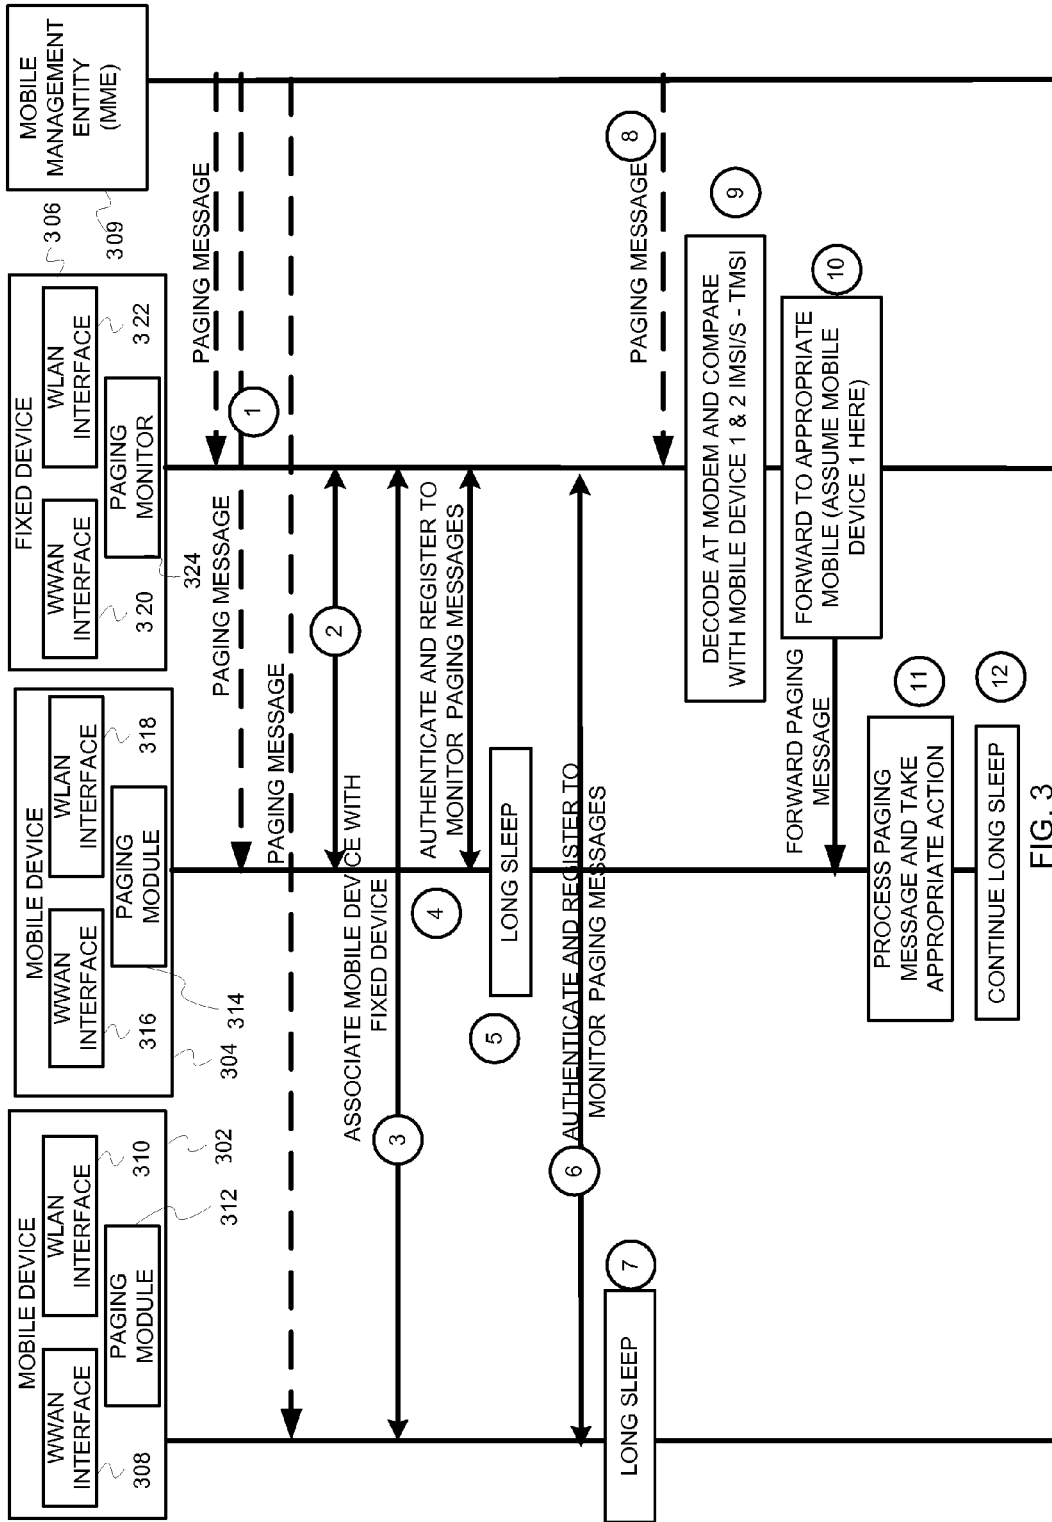 MOBILE DEVICE
WWAN
INTERFACE
WLAN
INTERFACE
PAGING
MODULE
308
310
312
302
MOBILE DEVICE
WWAN
INTERFACE
WLAN
INTERFACE
PAGING
MODULE
316
318
314
304
FIXED DEVICE
WWAN
INTERFACE
WLAN
INTERFACE
PAGING
MONITOR
320
322
324
306
MOBILE
MANAGEMENT
ENTITY
(MME)
309
PAGING MESSAGE
PAGING MESSAGE
1
PAGING MESSAGE
2
ASSOCIATE MOBILE DEVICE WITH
FIXED DEVICE
3
AUTHENTICATE AND REGISTER TO
MONITOR PAGING MESSAGES
4
LONG SLEEP
5
AUTHENTICATE AND REGISTER TO
MONITOR PAGING MESSAGES
6
LONG SLEEP
7
PAGING MESSAGE
8
DECODE AT MODEM AND COMPARE
WITH MOBILE DEVICE 1 & 2 IMSI/S - TMSI
9
FORWARD TO APPROPRIATE
MOBILE (ASSUME MOBILE
DEVICE 1 HERE)
10
FORWARD PAGING
MESSAGE
PROCESS PAGING
MESSAGE AND TAKE
APPROPRIATE ACTION
11
CONTINUE LONG SLEEP
12
FIG. 3